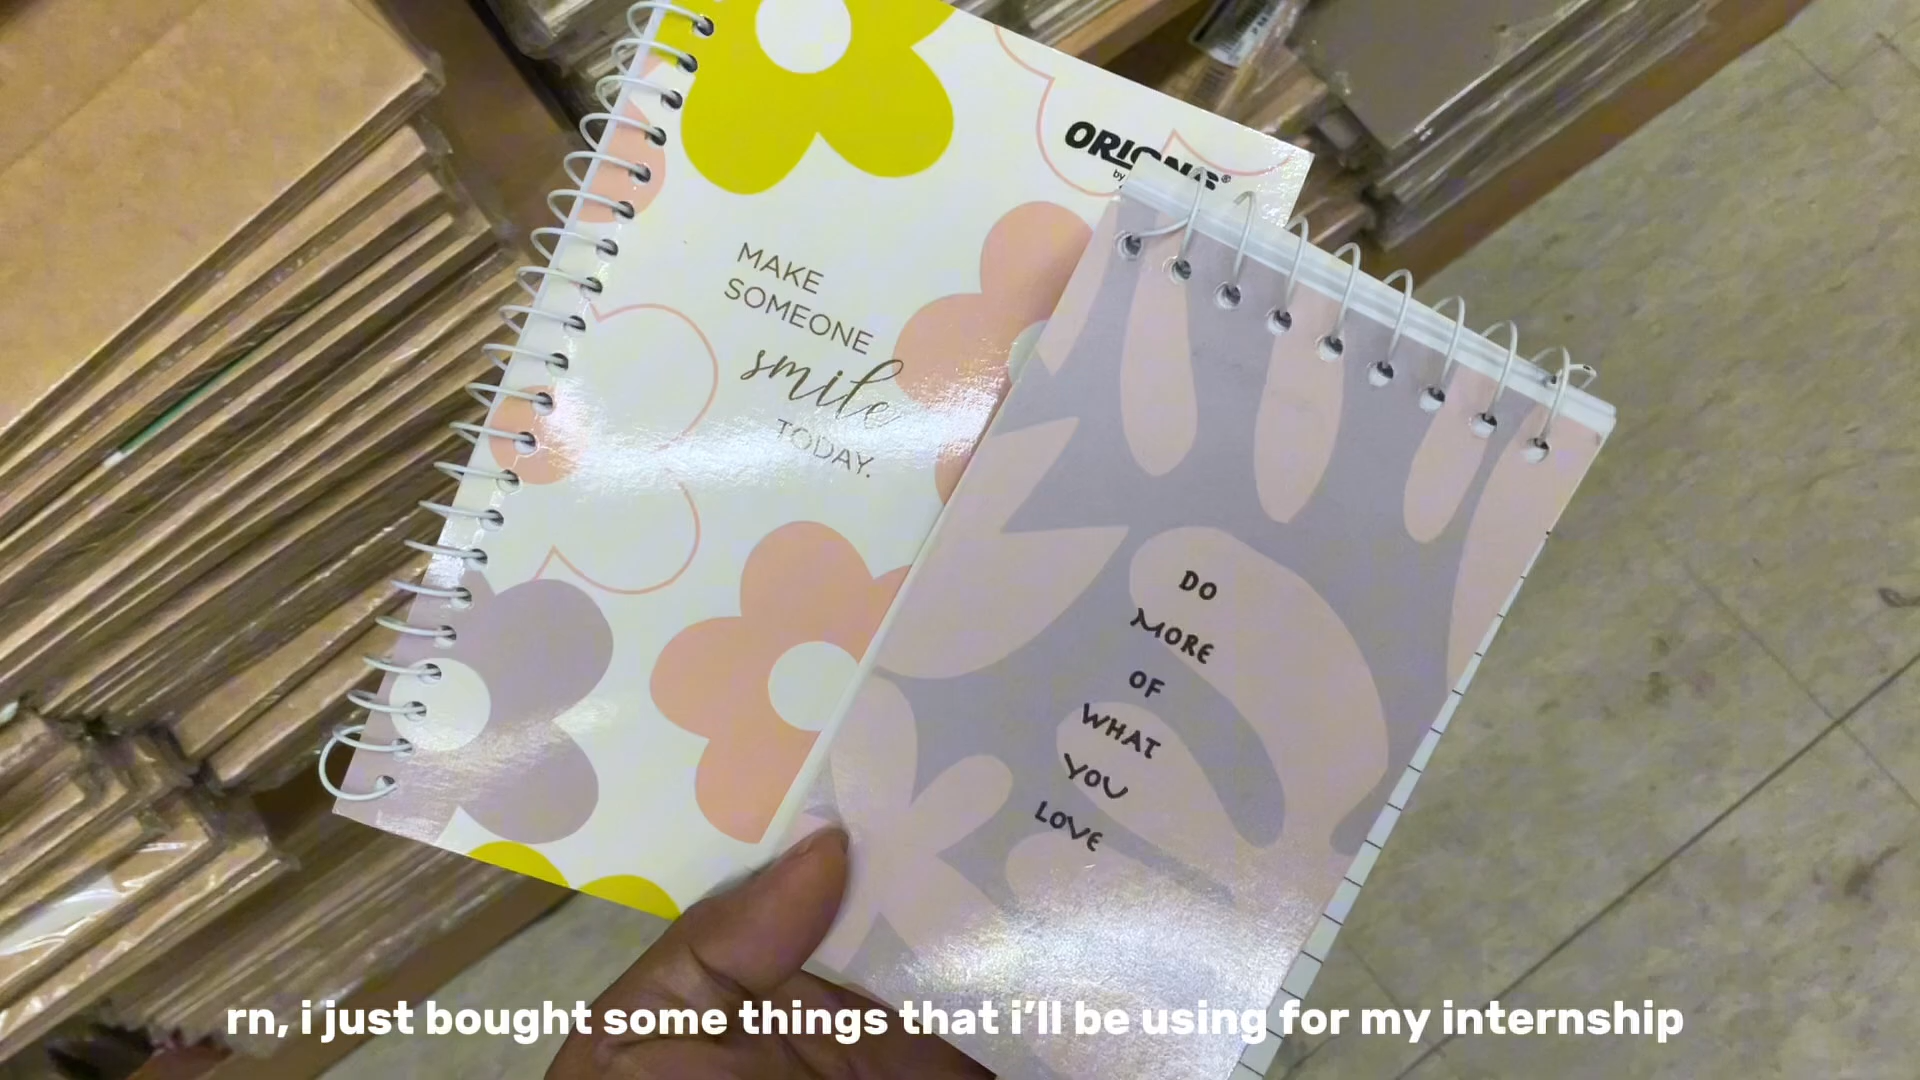 ORIONS®
by
MAKE
SOMEONE
smile
TODAY.
DO
MORE
OF
WHAT
YOU
LOVE
rn, i just bought some things that i'll be using for my internship